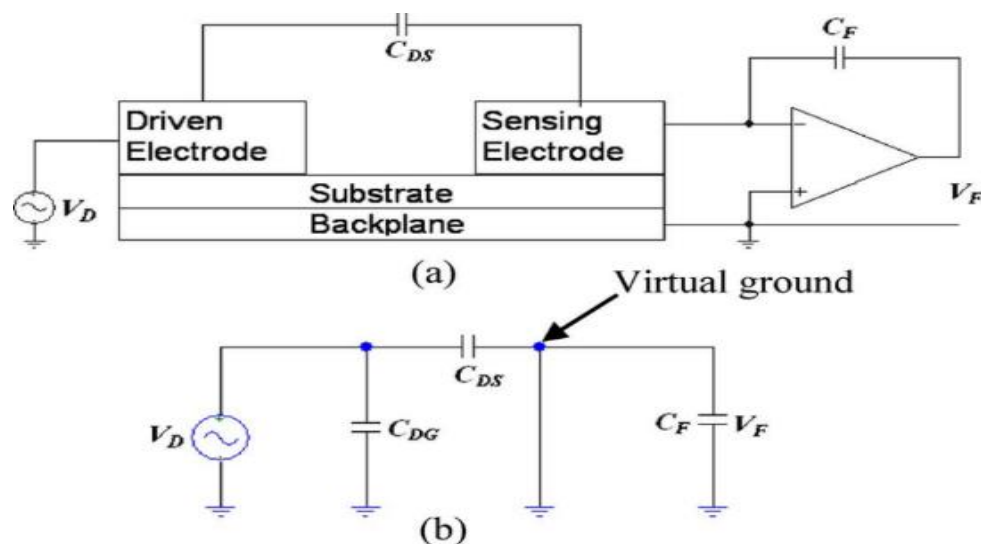 C_DS
C_F
Driven
Electrode
Sensing
Electrode
−
+
Substrate
Backplane
V_D
V_F
(a)
Virtual ground
C_DS
V_D
C_DG
C_F V_F
(b)